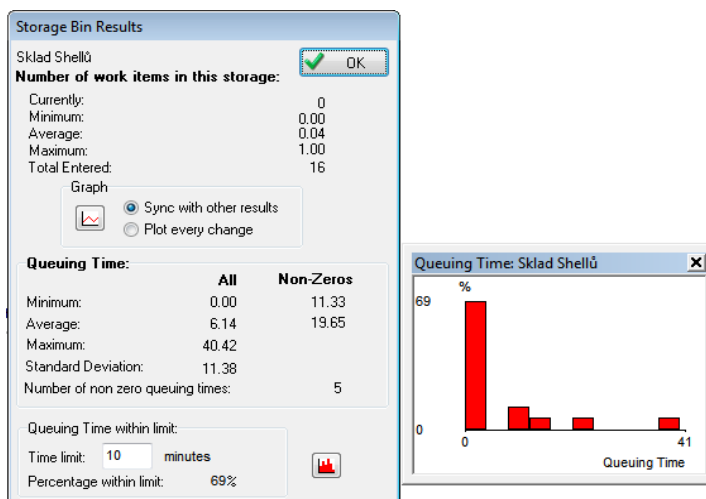 Storage Bin Results
Sklad Shellů
OK
Number of work items in this storage:
Currently: 0
Minimum: 0.00
Average: 0.04
Maximum: 1.00
Total Entered: 16
Graph
Sync with other results
Plot every change
Queuing Time:
All Non-Zeros
Minimum: 0.00 11.33
Average: 6.14 19.65
Maximum: 40.42
Standard Deviation: 11.38
Number of non zero queuing times: 5
Queuing Time within limit:
Time limit: 10 minutes
Percentage within limit: 69%
Queuing Time: Sklad Shellů
%
69
0
0 41
Queuing Time